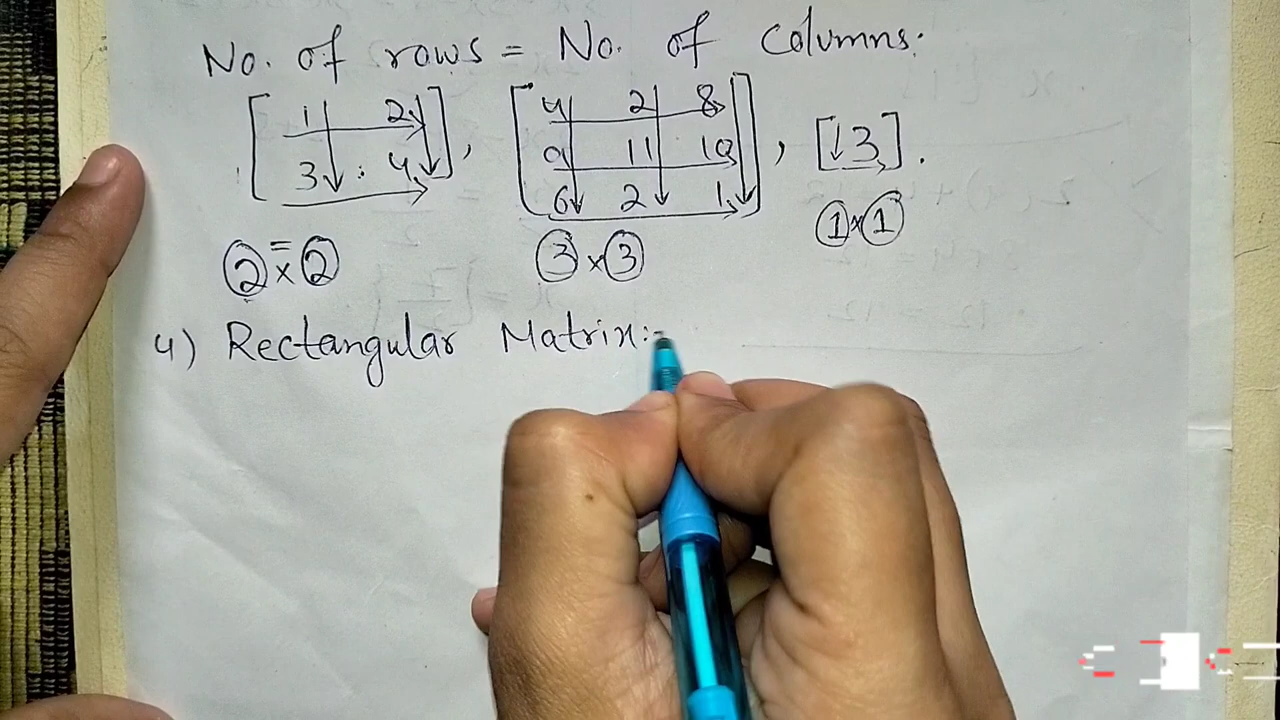 No. of rows = No. of columns.
[1 2
3 4], [4 2 8
9 11 10
6 2 1], [3].
2 = x 2 3 x 3 1 x 1
4) Rectangular Matrix:-